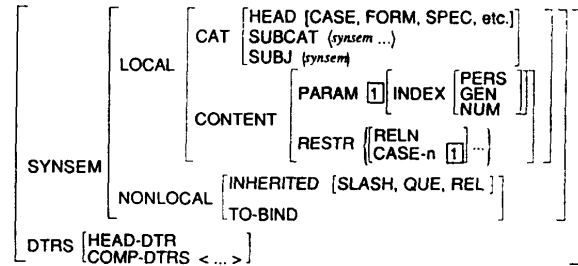 HEAD [CASE, FORM, SPEC, etc.]
CAT SUBCAT (synsem ...)
SUBJ (synsem)
LOCAL
PARAM [1] [INDEX [PERS
GEN
NUM]]
CONTENT
RESTR {[RELN
CASE-n [1]] ...}
SYNSEM
NONLOCAL [INHERITED [SLASH, QUE, REL]
TO-BIND]
DTRS [HEAD-DTR
COMP-DTRS < ... >]